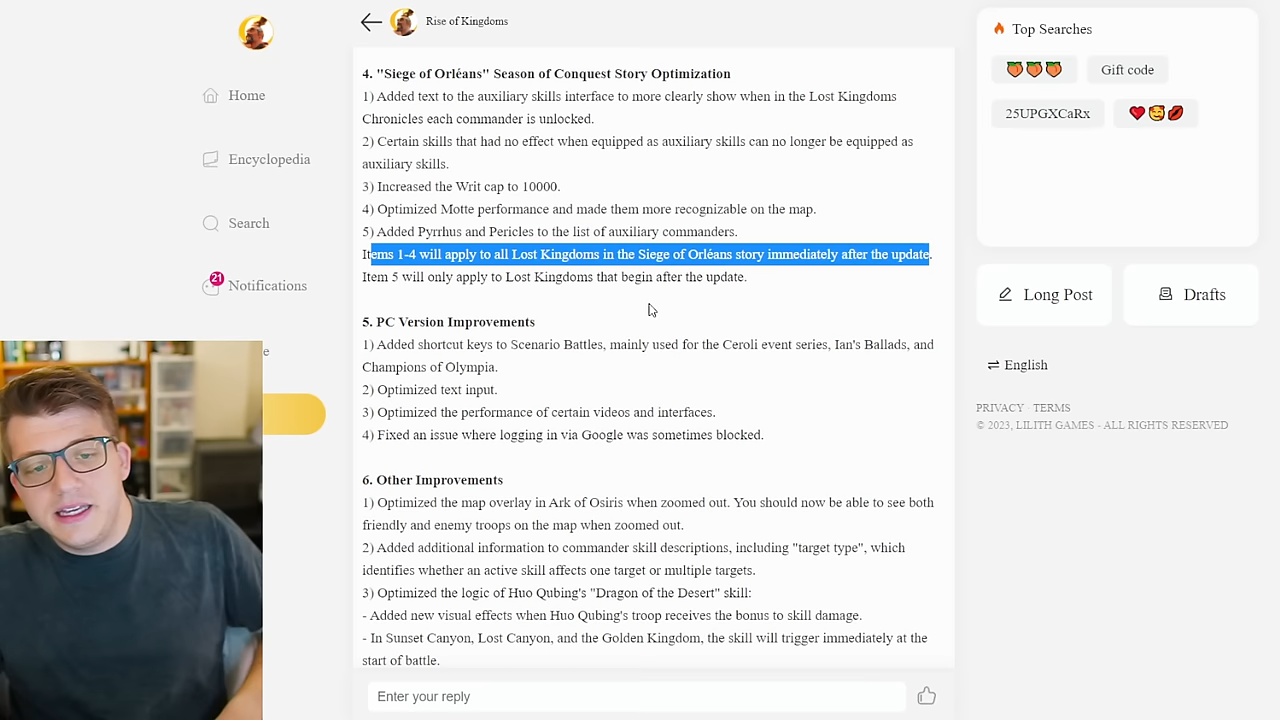 Rise of Kingdoms
Home
Encyclopedia
Search
21
Notifications
e
4. "Siege of Orléans" Season of Conquest Story Optimization
1) Added text to the auxiliary skills interface to more clearly show when in the Lost Kingdoms
Chronicles each commander is unlocked.
2) Certain skills that had no effect when equipped as auxiliary skills can no longer be equipped as
auxiliary skills.
3) Increased the Writ cap to 10000.
4) Optimized Motte performance and made them more recognizable on the map.
5) Added Pyrrhus and Pericles to the list of auxiliary commanders.
Items 1-4 will apply to all Lost Kingdoms in the Siege of Orléans story immediately after the update.
Item 5 will only apply to Lost Kingdoms that begin after the update.
5. PC Version Improvements
1) Added shortcut keys to Scenario Battles, mainly used for the Ceroli event series, Ian's Ballads, and
Champions of Olympia.
2) Optimized text input.
3) Optimized the performance of certain videos and interfaces.
4) Fixed an issue where logging in via Google was sometimes blocked.
6. Other Improvements
1) Optimized the map overlay in Ark of Osiris when zoomed out. You should now be able to see both
friendly and enemy troops on the map when zoomed out.
2) Added additional information to commander skill descriptions, including "target type", which
identifies whether an active skill affects one target or multiple targets.
3) Optimized the logic of Huo Qubing's "Dragon of the Desert" skill:
- Added new visual effects when Huo Qubing's troop receives the bonus to skill damage.
- In Sunset Canyon, Lost Canyon, and the Golden Kingdom, the skill will trigger immediately at the
start of battle.
Enter your reply
Top Searches
🍑🍑🍑
Gift code
25UPGXCaRx
❤️🥰💋
Long Post
Drafts
English
PRIVACY · TERMS
© 2023, LILITH GAMES - ALL RIGHTS RESERVED